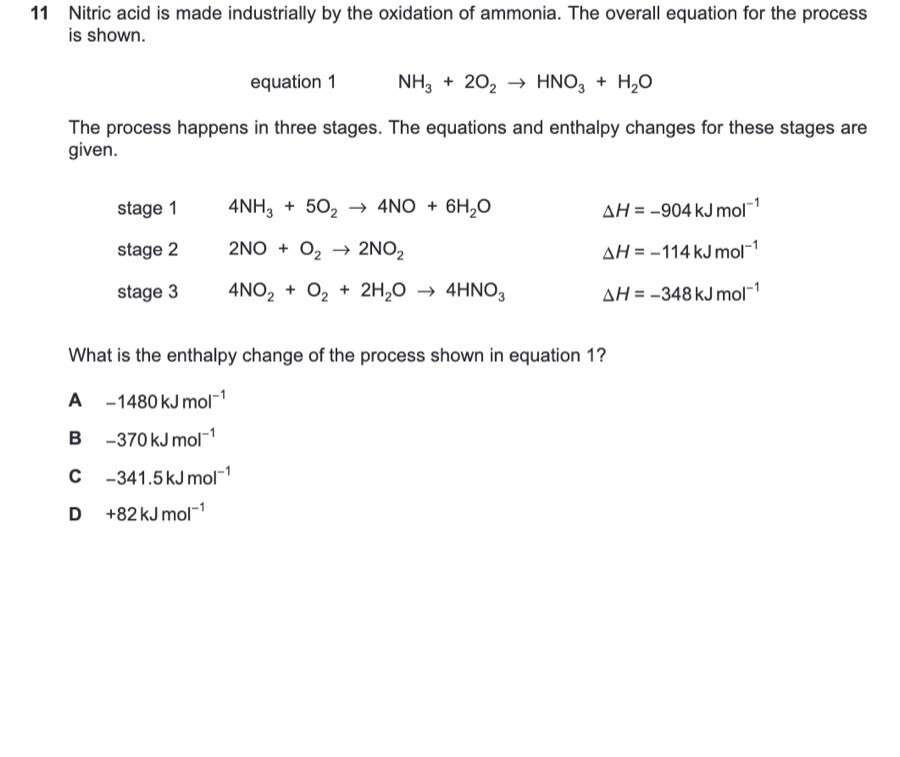 11 Nitric acid is made industrially by the oxidation of ammonia. The overall equation for the process
is shown.
equation 1 NH₃ + 2O₂ → HNO₃ + H₂O
The process happens in three stages. The equations and enthalpy changes for these stages are
given.
stage 1 4NH₃ + 5O₂ → 4NO + 6H₂O ΔH = –904 kJ mol⁻¹
stage 2 2NO + O₂ → 2NO₂ ΔH = –114 kJ mol⁻¹
stage 3 4NO₂ + O₂ + 2H₂O → 4HNO₃ ΔH = –348 kJ mol⁻¹
What is the enthalpy change of the process shown in equation 1?
A –1480 kJ mol⁻¹
B –370 kJ mol⁻¹
C –341.5 kJ mol⁻¹
D +82 kJ mol⁻¹